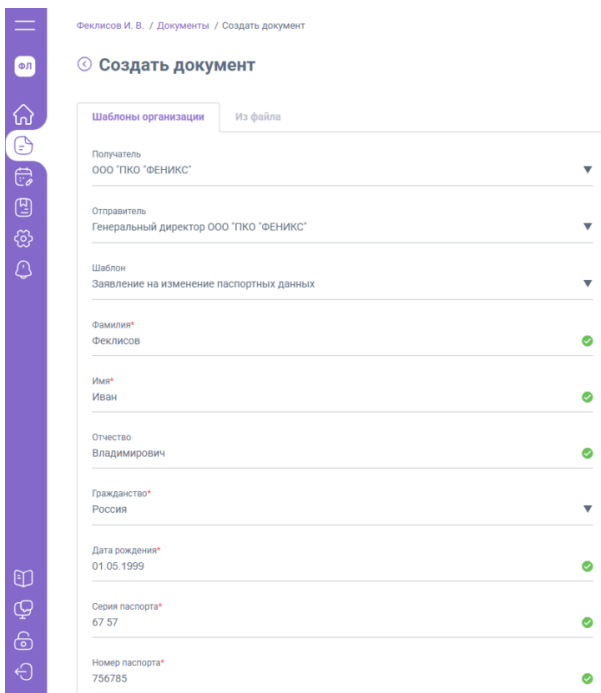 Феклисов И. В. / Документы / Создать документ
ФЛ
Создать документ
Шаблоны организации Из файла
Получатель
ООО "ПКО "ФЕНИКС"
Отправитель
Генеральный директор ООО "ПКО "ФЕНИКС"
Шаблон
Заявление на изменение паспортных данных
Фамилия*
Феклисов
Имя*
Иван
Отчество
Владимирович
Гражданство*
Россия
Дата рождения*
01.05.1999
Серия паспорта*
67 57
Номер паспорта*
756785